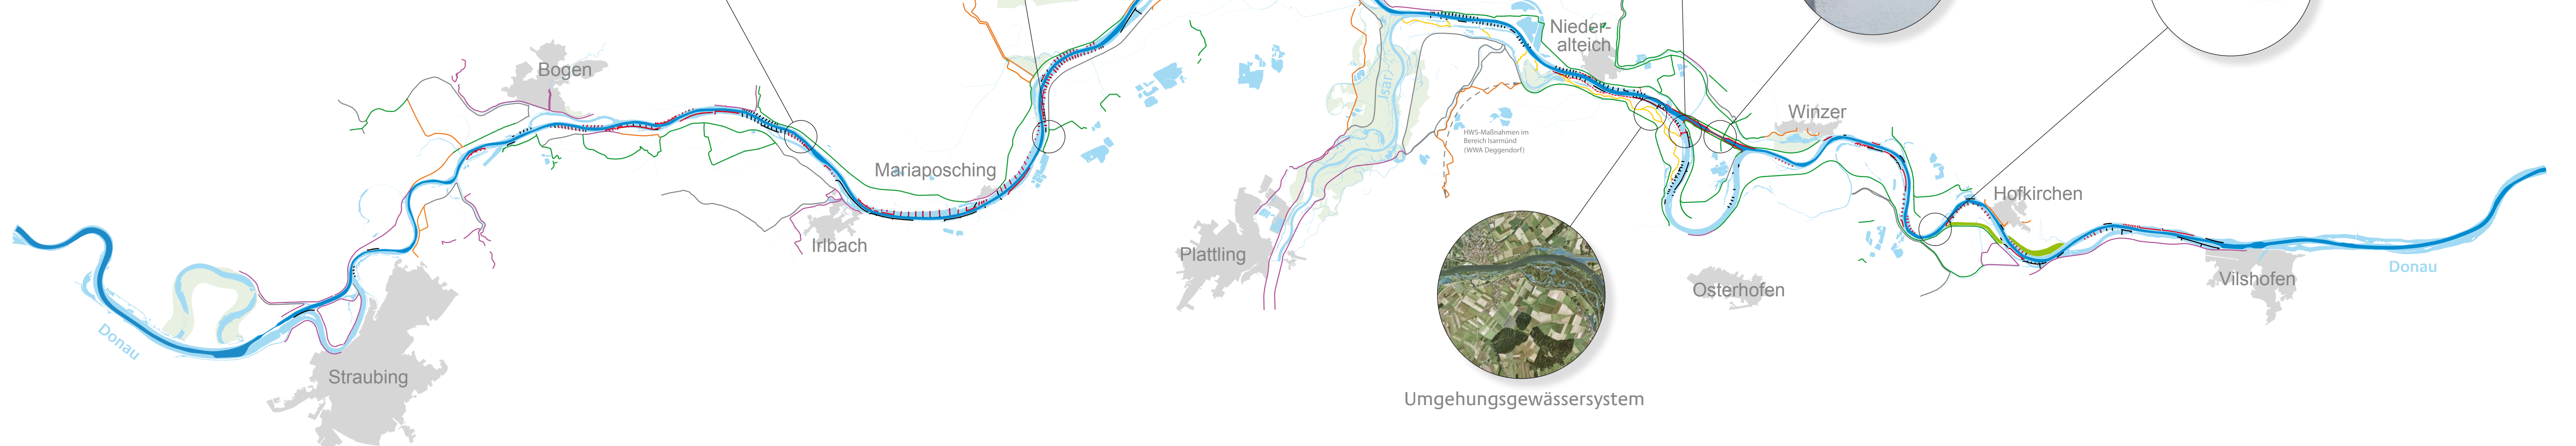 Nieder-
alteich
Bogen
Isar
Winzer
HWS-Maßnahmen im
Bereich Isarmünd
(WWA Deggendorf)
Mariaposching
Hofkirchen
Irlbach
Plattling
Donau
Vilshofen
Osterhofen
Donau
Straubing
Umgehungsgewässersystem